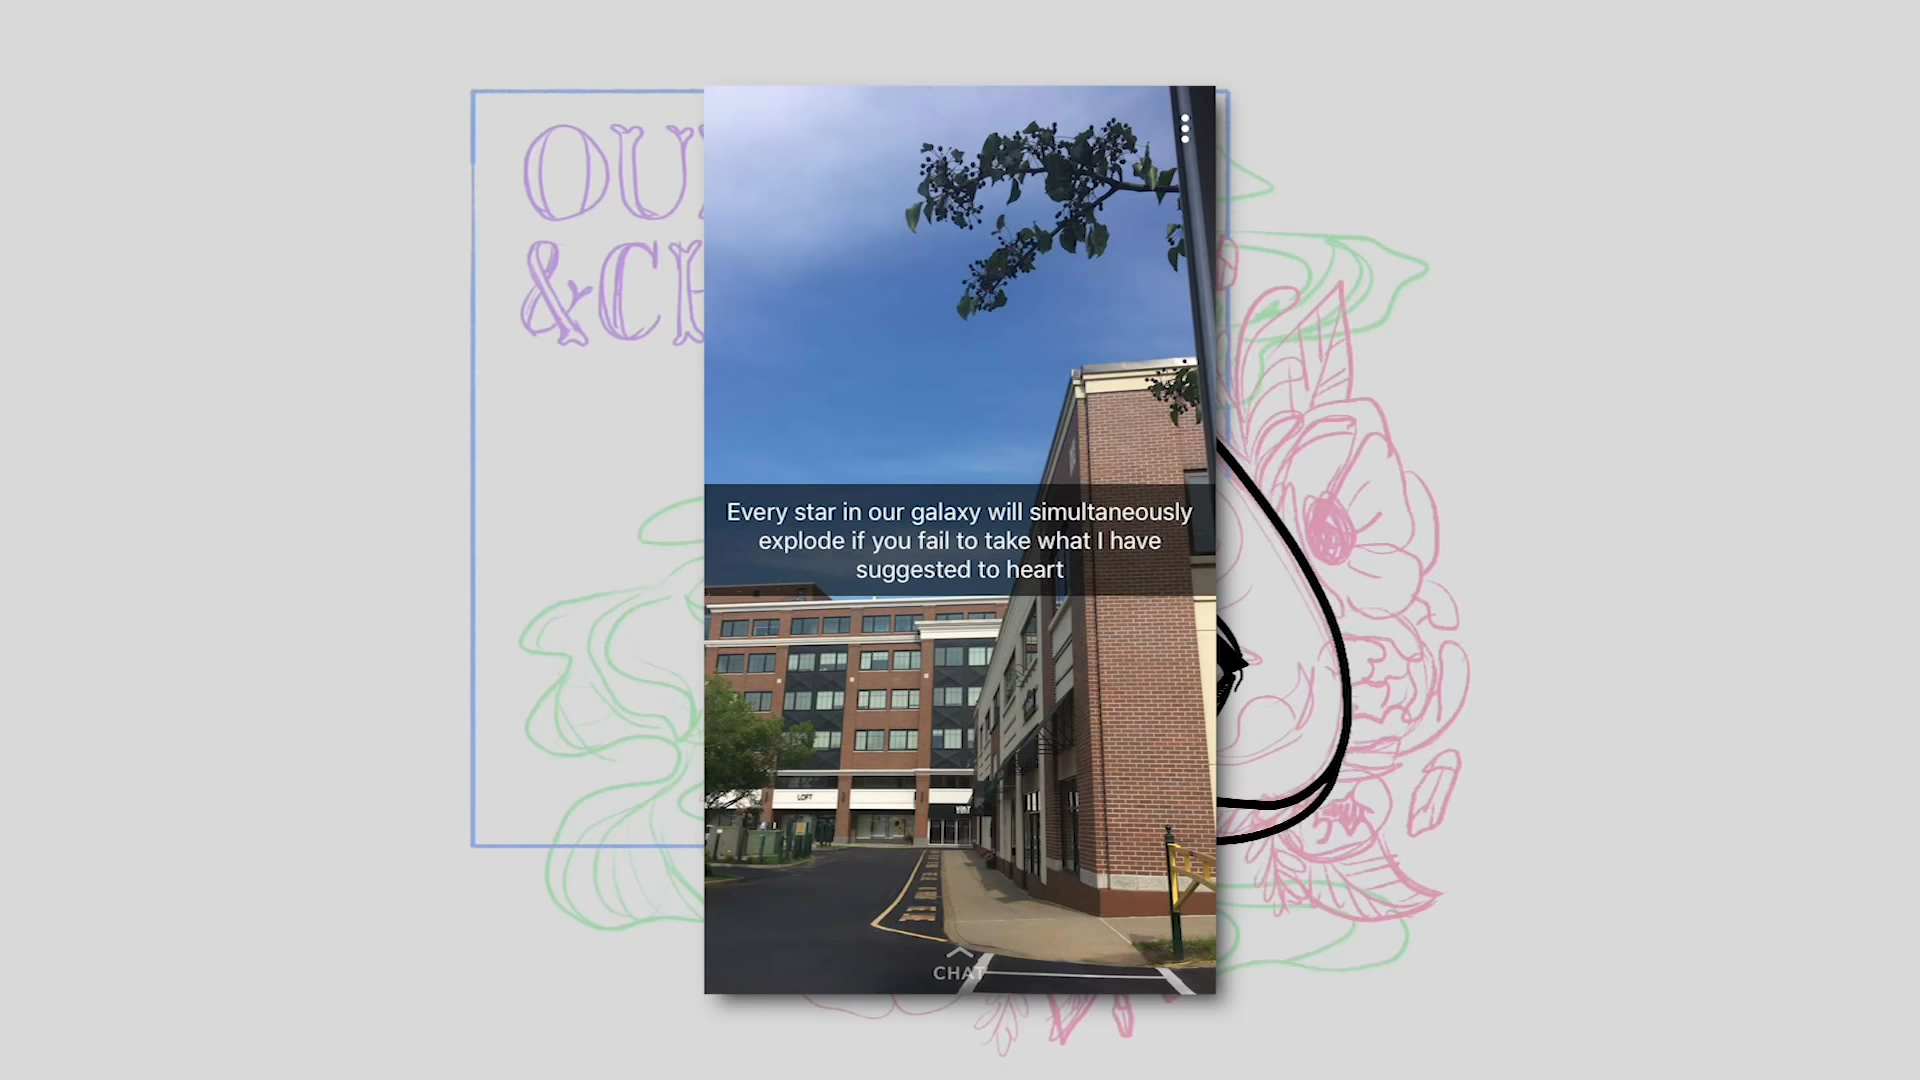 OU
&C
Every star in our galaxy will simultaneously
explode if you fail to take what I have
suggested to heart
LOFT
CHAT